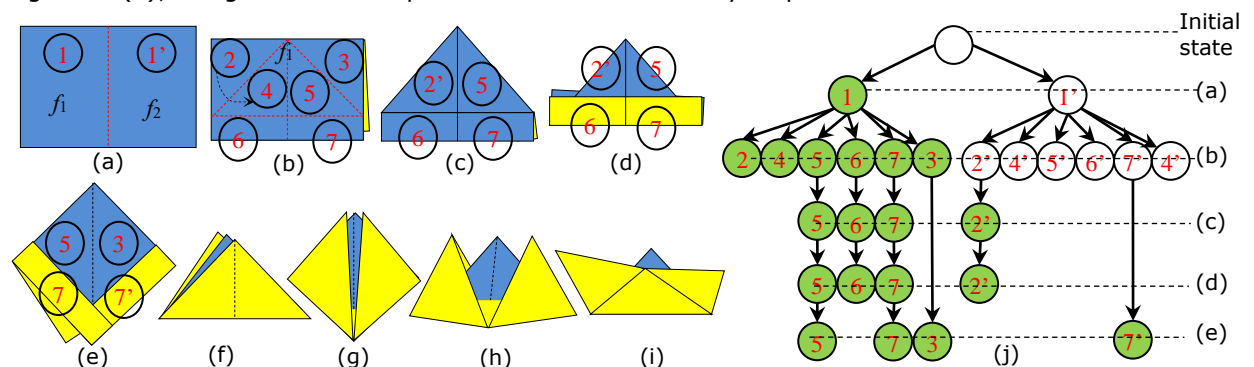 1 1' Initial
state
f1 f2
2 f1 3
4 5
6 7
2' 5
6 7
2' 5
6 7
(a) (b) (c) (d)
5 3
7 7'
(e) (f) (g) (h) (i)
1 1' (a)
2 4 5 6 7 3 2' 4' 5' 6' 7' 4' (b)
5 6 7 2' (c)
5 6 7 2' (d)
5 7 3 7' (e)
(j)